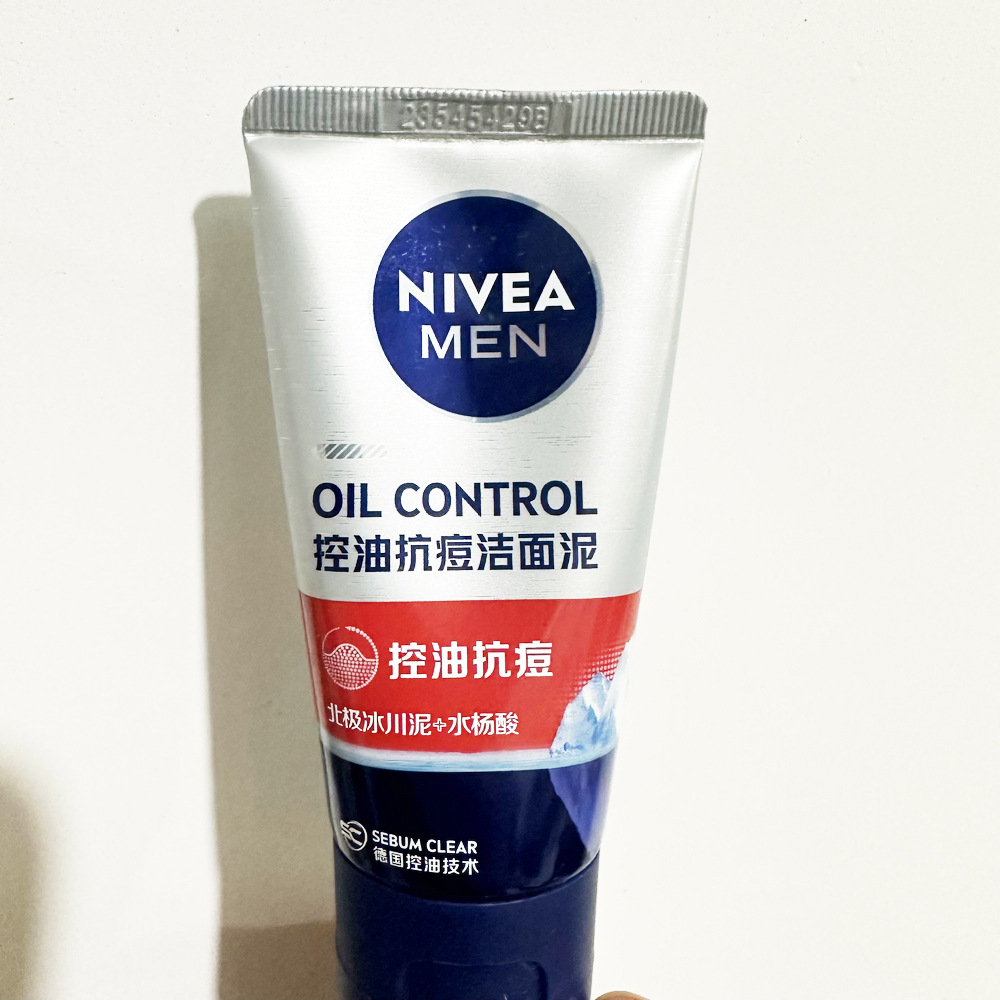 23545429B
NIVEA
MEN
OIL CONTROL
控油抗痘洁面泥
控油抗痘
北极冰川泥+水杨酸
SEBUM CLEAR
德国控油技术